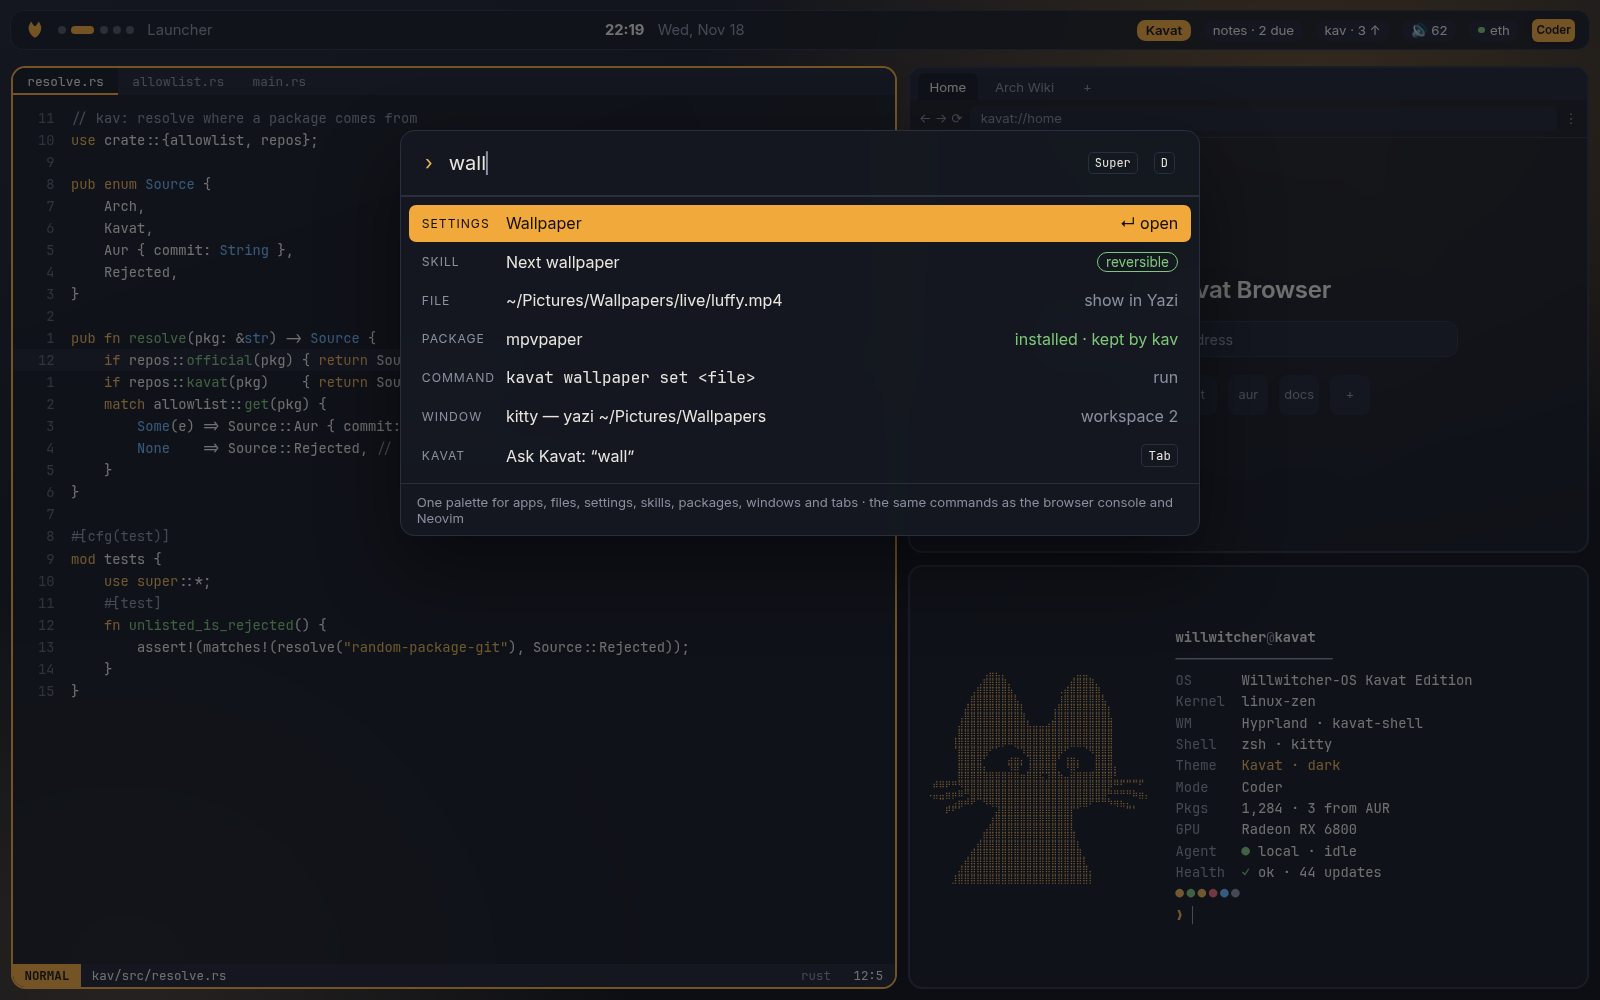 Launcher
22:19 Wed, Nov 18
Kavat notes · 2 due kav · 3 ↑ 🔊 62 eth Coder
resolve.rs allowlist.rs main.rs
11 // kav: resolve where a package comes from
10 use crate::{allowlist, repos};
9
8 pub enum Source {
7 Arch,
6 Kavat,
5 Aur { commit: String },
4 Rejected,
3 }
2
1 pub fn resolve(pkg: &str) -> Source {
12 if repos::official(pkg) { return Sou
1 if repos::kavat(pkg) { return Sou
2 match allowlist::get(pkg) {
3 Some(e) => Source::Aur { commit:
4 None => Source::Rejected, //
5 }
6 }
7
8 #[cfg(test)]
9 mod tests {
10 use super::*;
11 #[test]
12 fn unlisted_is_rejected() {
13 assert!(matches!(resolve("random-package-git"), Source::Rejected));
14 }
15 }
NORMAL kav/src/resolve.rs rust 12:5
› wall Super D
SETTINGS Wallpaper ↵ open
SKILL Next wallpaper reversible
FILE ~/Pictures/Wallpapers/live/luffy.mp4 show in Yazi
PACKAGE mpvpaper installed · kept by kav
COMMAND kavat wallpaper set <file> run
WINDOW kitty — yazi ~/Pictures/Wallpapers workspace 2
KAVAT Ask Kavat: “wall” Tab
One palette for apps, files, settings, skills, packages, windows and tabs · the same commands as the browser console and
Neovim
Home Arch Wiki +
← → ⟳ kavat://home ⋮
vat Browser
dress
t aur docs +
willwitcher@kavat
OS Willwitcher-OS Kavat Edition
Kernel linux-zen
WM Hyprland · kavat-shell
Shell zsh · kitty
Theme Kavat · dark
Mode Coder
Pkgs 1,284 · 3 from AUR
GPU Radeon RX 6800
Agent ● local · idle
Health ✓ ok · 44 updates
❯